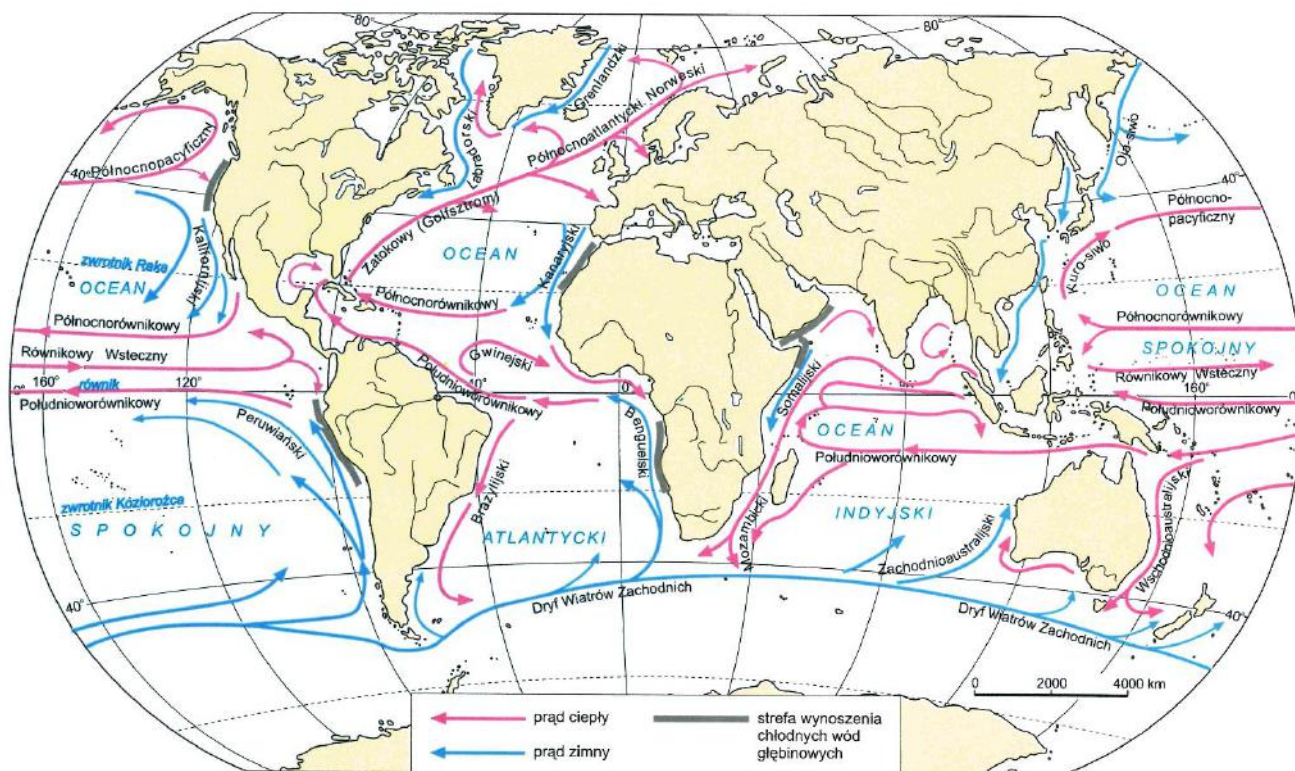 80°
80°
Grenlandzki
Labradorski
Północnoatlantycki Norweski
Oja-siwo
Północnopacyficzny
40°
40°
Północno-
pacyficzny
Zatokowy (Golfsztrom)
OCEAN
Kanaryjski
Kuro-siwo
Kalifornijski
zwrotnik Raka
OCEAN
OCEAN
Północnorównikowy
Północnorównikowy
Północnorównikowy
SPOKOJNY
Równikowy Wsteczny
Gwinejski
Somalijski
Równikowy Wsteczny
0°
160°
120°
równik
0°
160°
Południoworównikowy
Południoworównikowy
Południoworównikowy
Peruwiański
Benguelski
OCEAN
Południoworównikowy
zwrotnik Koziorożca
SPOKOJNY
Brazylijski
ATLANTYCKI
Mozambicki
INDYJSKI
Zachodnioaustralijski
Wschodnioaustralijski
40°
40°
Dryf Wiatrów Zachodnich
Dryf Wiatrów Zachodnich
0 2000 4000 km
prąd ciepły
prąd zimny
strefa wynoszenia
chłodnych wód
głębinowych